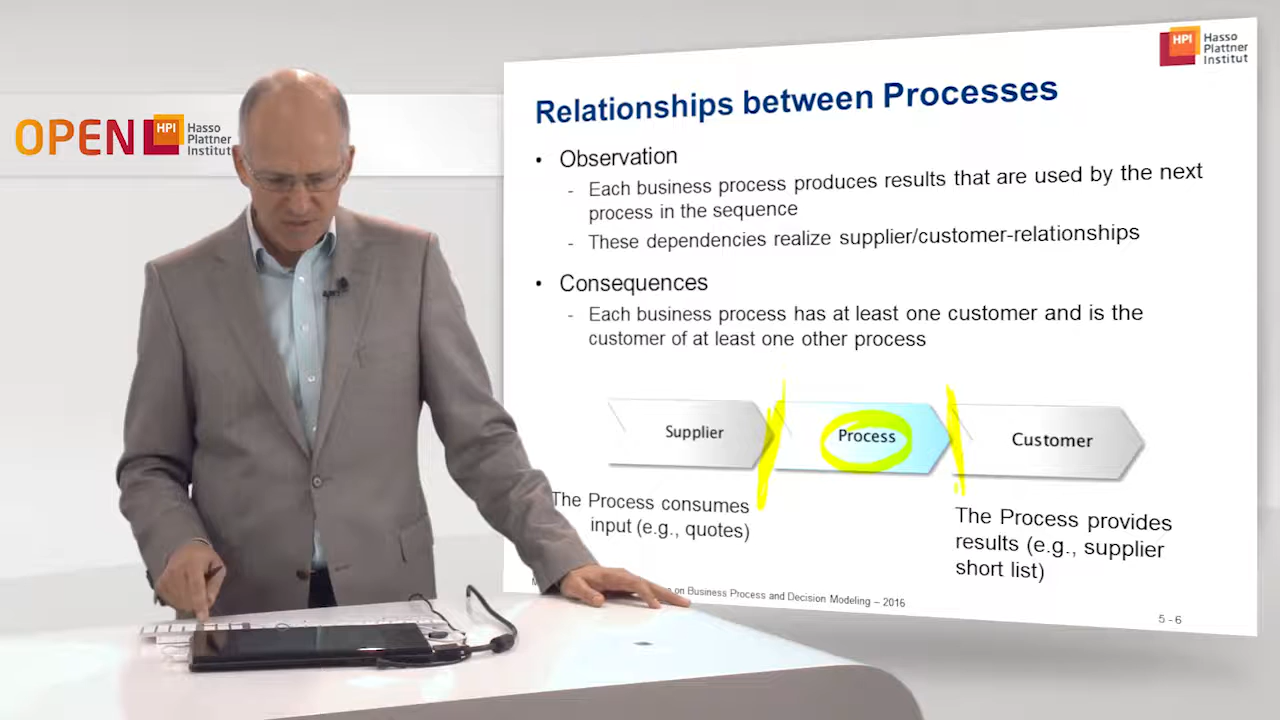 OPEN HPI Hasso
Plattner
Institut
HPI Hasso
Plattner
Institut
Relationships between Processes
• Observation
- Each business process produces results that are used by the next
process in the sequence
- These dependencies realize supplier/customer-relationships
• Consequences
- Each business process has at least one customer and is the
customer of at least one other process
Supplier
Process
Customer
The Process consumes
input (e.g., quotes)
The Process provides
results (e.g., supplier
short list)
on Business Process and Decision Modeling – 2016
5 - 6